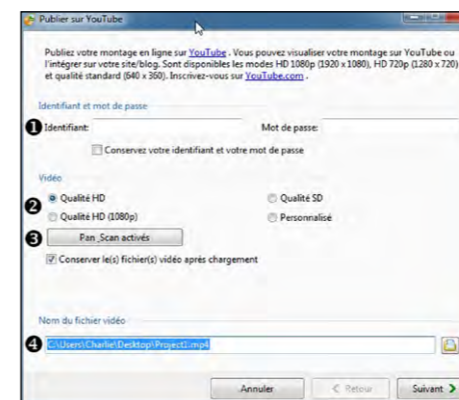 Publier sur YouTube
Publiez votre montage en ligne sur YouTube . Vous pouvez visualiser votre montage sur YouTube ou
l'intégrer sur votre site/blog. Sont disponibles les modes HD 1080p (1920 x 1080), HD 720p (1280 x 720)
et qualité standard (640 x 360). Inscrivez-vous sur YouTube.com .
Identifiant et mot de passe
1 Identifiant: Mot de passe:
Conservez votre identifiant et votre mot de passe
Vidéo
2 Qualité HD Qualité SD
Qualité HD (1080p) Personnalisé
3 Pan_Scan activés
Conserver le(s) fichier(s) vidéo après chargement
Nom du fichier vidéo
4 C:\Users\Charlie\Desktop\Project1.mp4
Annuler < Retour Suivant >